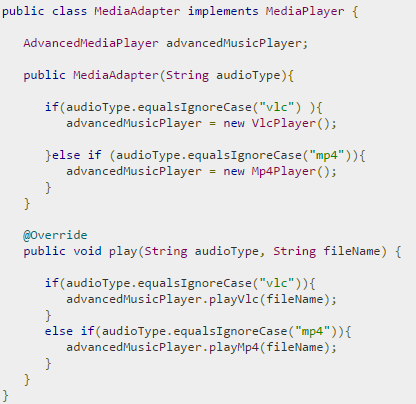 public class MediaAdapter implements MediaPlayer {
AdvancedMediaPlayer advancedMusicPlayer;
public MediaAdapter(String audioType){
if(audioType.equalsIgnoreCase("vlc") ){
advancedMusicPlayer = new VlcPlayer();
}else if (audioType.equalsIgnoreCase("mp4")){
advancedMusicPlayer = new Mp4Player();
}
}
@Override
public void play(String audioType, String fileName) {
if(audioType.equalsIgnoreCase("vlc")){
advancedMusicPlayer.playVlc(fileName);
}
else if(audioType.equalsIgnoreCase("mp4")){
advancedMusicPlayer.playMp4(fileName);
}
}
}